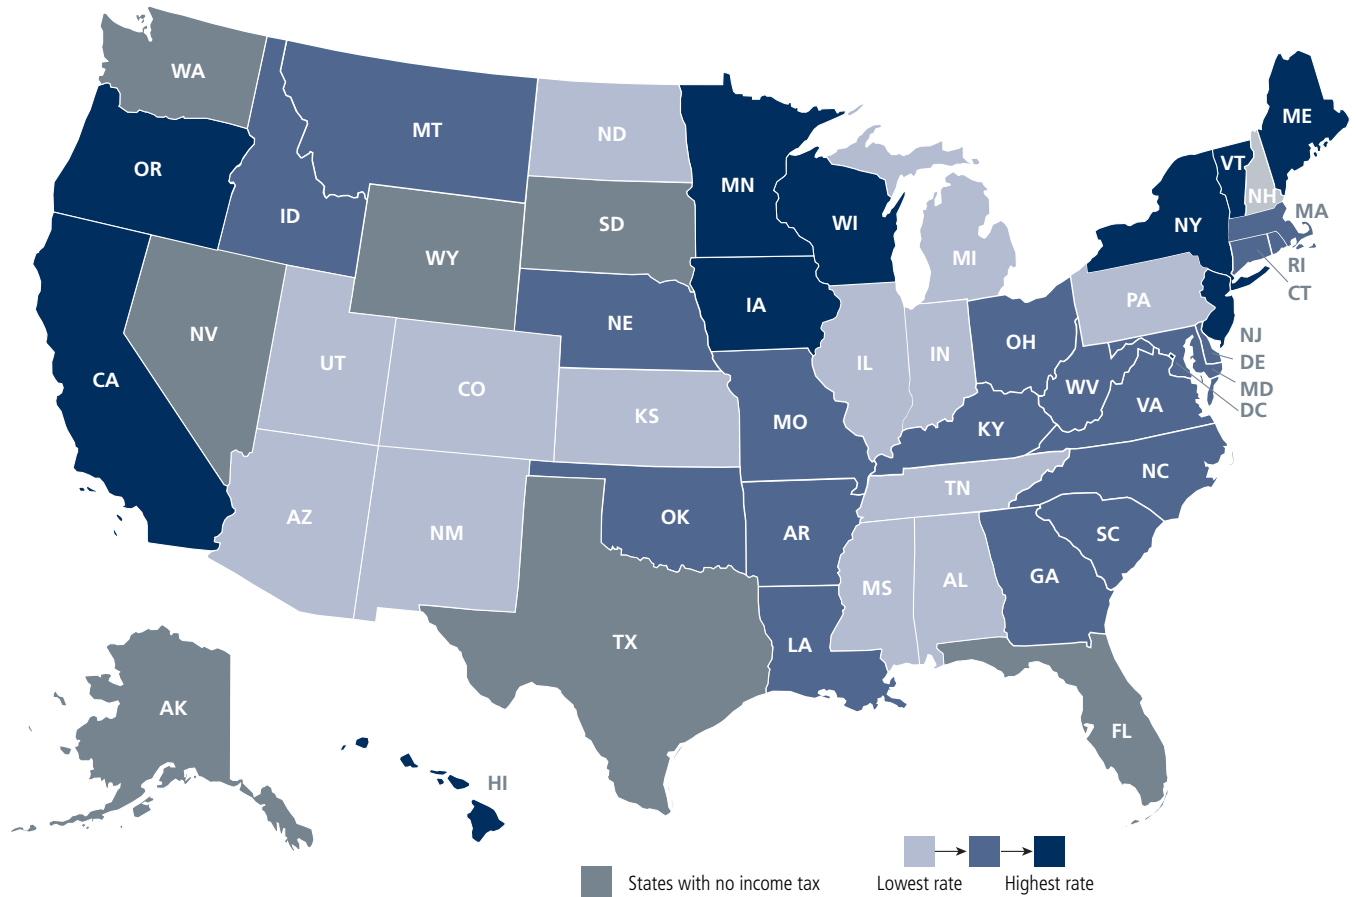 WA
MT
ND
ME
OR
MN
VT
ID
SD
WI
NH
NY
MA
WY
MI
RI
CT
IA
PA
NV
NE
OH
NJ
UT
IN
IL
DE
CA
CO
WV
MD
KS
VA
DC
MO
KY
NC
TN
AZ
OK
NM
AR
SC
GA
MS
AL
TX
LA
AK
FL
HI
States with no income tax
Lowest rate
Highest rate